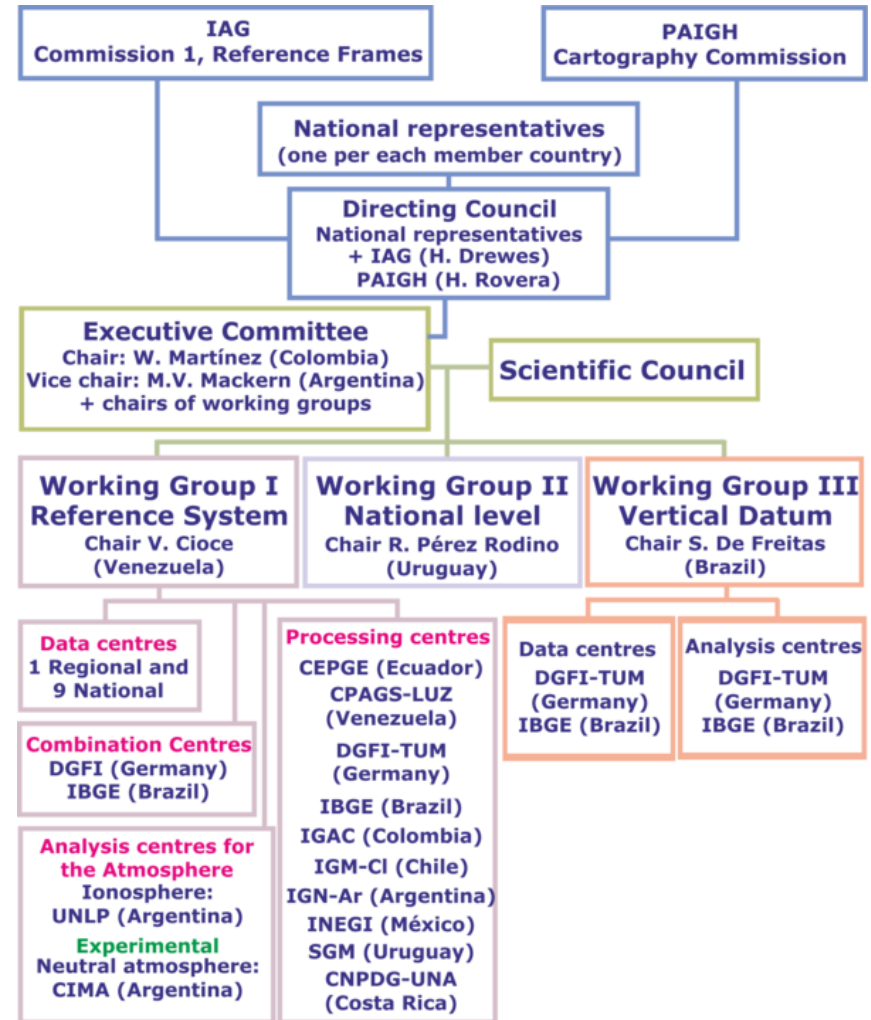 IAG
Commission 1, Reference Frames
PAIGH
Cartography Commission
National representatives
(one per each member country)
Directing Council
National representatives
+ IAG (H. Drewes)
PAIGH (H. Rovera)
Executive Committee
Chair: W. Martínez (Colombia)
Vice chair: M.V. Mackern (Argentina)
+ chairs of working groups
Scientific Council
Working Group I
Reference System
Chair V. Cioce
(Venezuela)
Working Group II
National level
Chair R. Pérez Rodino
(Uruguay)
Working Group III
Vertical Datum
Chair S. De Freitas
(Brazil)
Data centres
1 Regional and
9 National
Combination Centres
DGFI (Germany)
IBGE (Brazil)
Analysis centres for
the Atmosphere
Ionosphere:
UNLP (Argentina)
Experimental
Neutral atmosphere:
CIMA (Argentina)
Processing centres
CEPGE (Ecuador)
CPAGS-LUZ
(Venezuela)
DGFI-TUM
(Germany)
IBGE (Brazil)
IGAC (Colombia)
IGM-Cl (Chile)
IGN-Ar (Argentina)
INEGI (México)
SGM (Uruguay)
CNPDG-UNA
(Costa Rica)
Data centres
DGFI-TUM
(Germany)
IBGE (Brazil)
Analysis centres
DGFI-TUM
(Germany)
IBGE (Brazil)